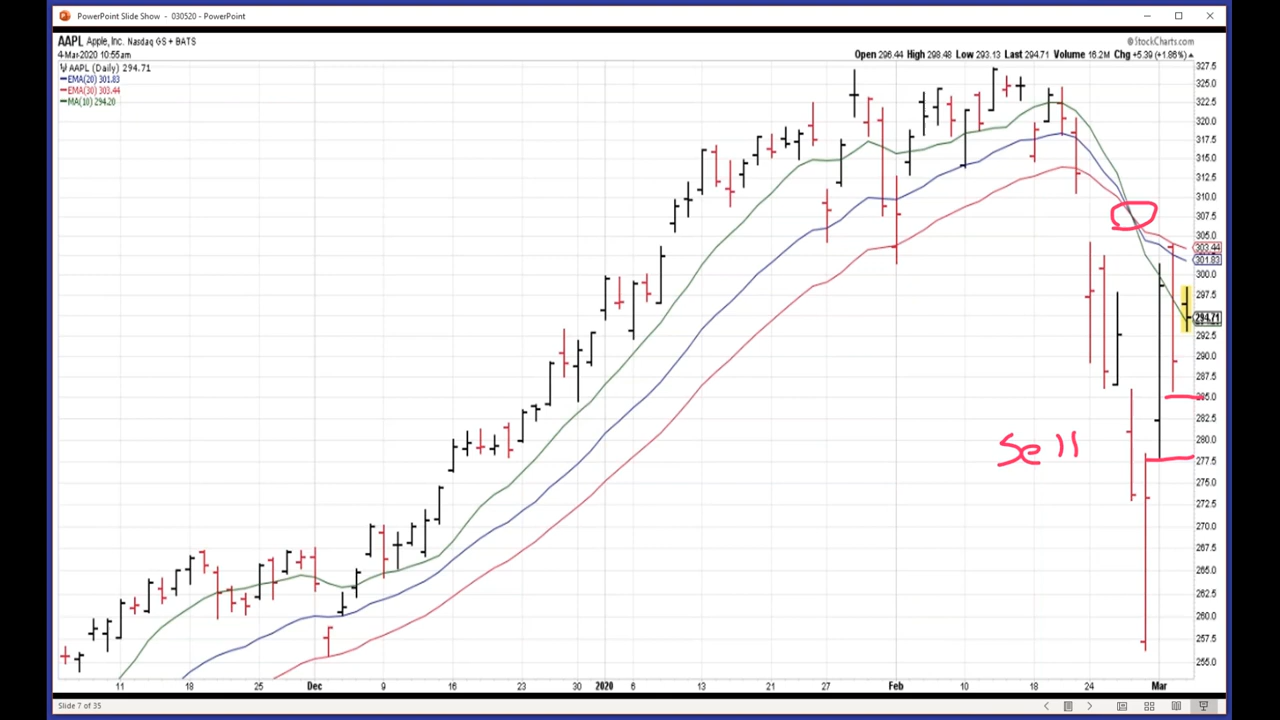 PowerPoint Slide Show - 030520 - PowerPoint
AAPL Apple, Inc. Nasdaq GS + BATS
© StockCharts.com
4-Mar-2020 10:55am
Open 296.44 High 298.48 Low 293.13 Last 294.71 Volume 16.2M Chg +5.39 (+1.86%)
AAPL (Daily) 294.71
EMA(20) 301.83
EMA(30) 303.44
MA(10) 294.20
327.5
325.0
322.5
320.0
317.5
315.0
312.5
310.0
307.5
305.0
303.44
301.83
300.0
297.5
294.71
292.5
290.0
287.5
285.0
282.5
280.0
277.5
275.0
272.5
270.0
267.5
265.0
262.5
260.0
257.5
255.0
Sell
11 18 25 Dec 9 16 23 30 2020 6 13 21 27 Feb 10 18 24 Mar
Slide 7 of 35